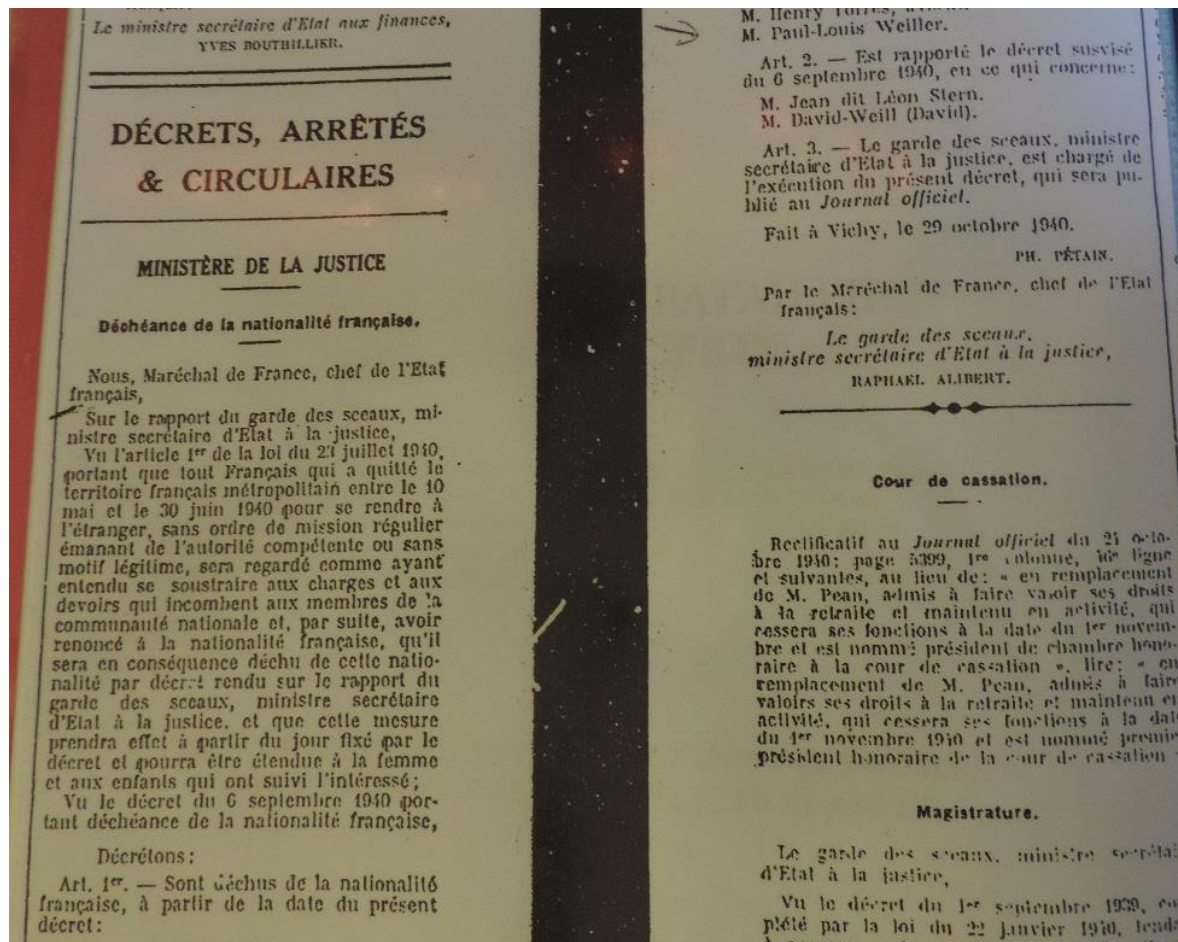 Le ministre secrétaire d'Etat aux finances,
YVES BOUTHILLIER.
DÉCRETS, ARRÊTÉS
& CIRCULAIRES
MINISTÈRE DE LA JUSTICE
Déchéance de la nationalité française.
Nous, Maréchal de France, chef de l'Etat
français,
Sur le rapport du garde des sceaux, mi-
nistre secrétaire d'Etat à la justice,
Vu l'article 1er de la loi du 23 juillet 1940,
portant que tout Français qui a quitté le
territoire français métropolitain entre le 10
mai et le 30 juin 1940 pour se rendre à
l'étranger, sans ordre de mission régulier
émanant de l'autorité compétente ou sans
motif légitime, sera regardé comme ayant
entendu se soustraire aux charges et aux
devoirs qui incombent aux membres de la
communauté nationale et, par suite, avoir
renoncé à la nationalité française, qu'il
sera en conséquence déchu de cette natio-
nalité par décret rendu sur le rapport du
garde des sceaux, ministre secrétaire
d'Etat à la justice, et que cette mesure
prendra effet à partir du jour fixé par le
décret et pourra être étendue à la femme
et aux enfants qui ont suivi l'intéressé;
Vu le décret du 6 septembre 1940 por-
tant déchéance de la nationalité française,
Décrétons:
Art. 1er. — Sont déchus de la nationalité
française, à partir de la date du présent
décret:
M. Henry Torrès,
M. Paul-Louis Weiller.
Art. 2. — Est rapporté le décret susvisé
du 6 septembre 1940, en ce qui concerne:
M. Jean dit Léon Stern.
M. David-Weill (David).
Art. 3. — Le garde des sceaux, ministre
secrétaire d'Etat à la justice, est chargé de
l'exécution du présent décret, qui sera pu-
blié au Journal officiel.
Fait à Vichy, le 29 octobre 1940.
PH. PÉTAIN.
Par le Maréchal de France, chef de l'Etat
français:
Le garde des sceaux,
ministre secrétaire d'Etat à la justice,
RAPHAEL ALIBERT.
Cour de cassation.
Rectificatif au Journal officiel du octo-
bre 1940: page 5399, 1re colonne, ligne
et suivantes, au lieu de: « en remplacement
de M. Pean, admis à faire valoir ses droits
à la retraite et maintenu en activité, qui
cessera ses fonctions à la date du 1er novem-
bre et est nommé président de chambre hono-
raire à la cour de cassation », lire: « en
remplacement de M. Pean, admis à faire
valoirs ses droits à la retraite et maintenu en
activité, qui cessera ses fonctions à la date
du 1er novembre 1940 et est nommé premier
président honoraire de la cour de cassation
Magistrature.
Le garde des sceaux, ministre secrétai
d'Etat à la justice,
Vu le décret du 1er septembre 1939, co
plété par la loi du 22 janvier 1940, tend